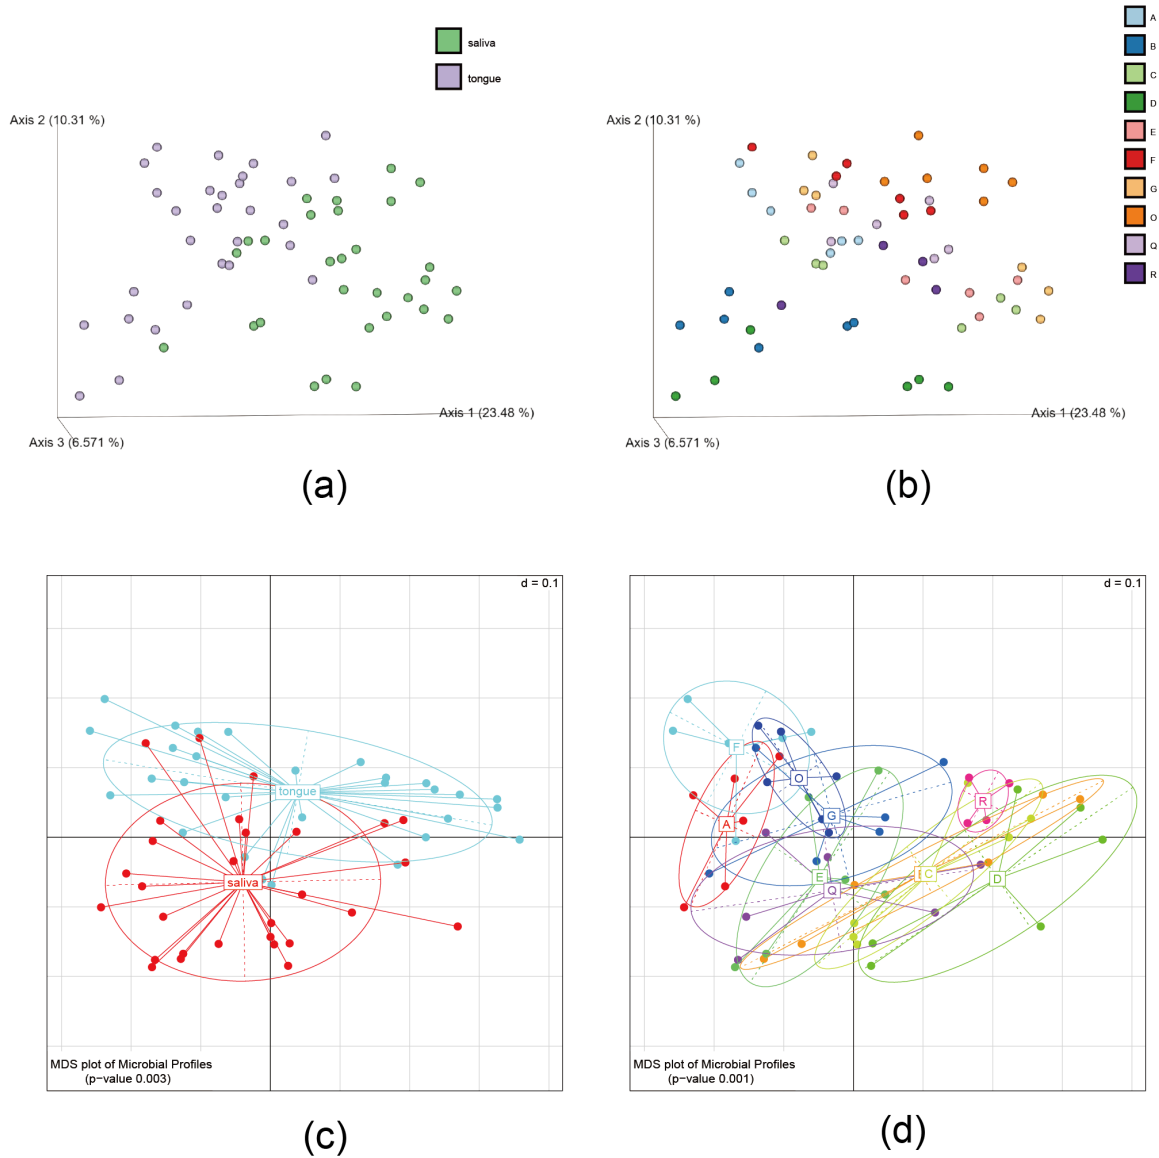 saliva
tongue
Axis 2 (10.31 %)
Axis 1 (23.48 %)
Axis 3 (6.571 %)
(a)
A
B
C
D
E
F
G
O
Q
R
Axis 2 (10.31 %)
Axis 1 (23.48 %)
Axis 3 (6.571 %)
(b)
d = 0.1
tongue
saliva
MDS plot of Microbial Profiles
(p−value 0.003)
(c)
d = 0.1
F
O
R
G
A
E
C
D
Q
MDS plot of Microbial Profiles
(p−value 0.001)
(d)